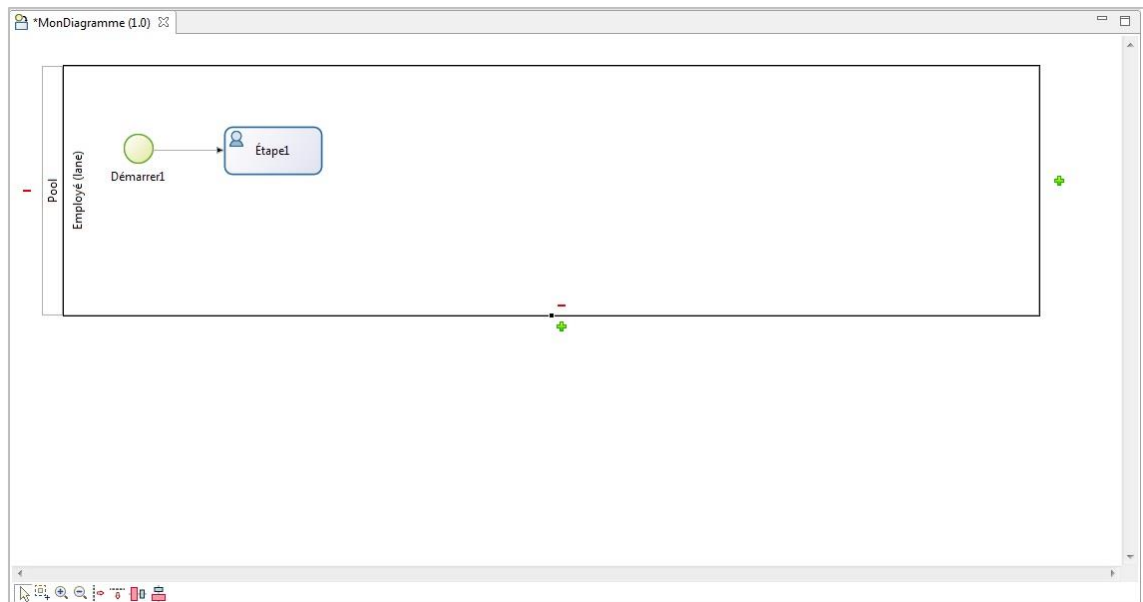 *MonDiagramme (1.0)
Pool
Employé (lane)
Démarrer1
Étape1